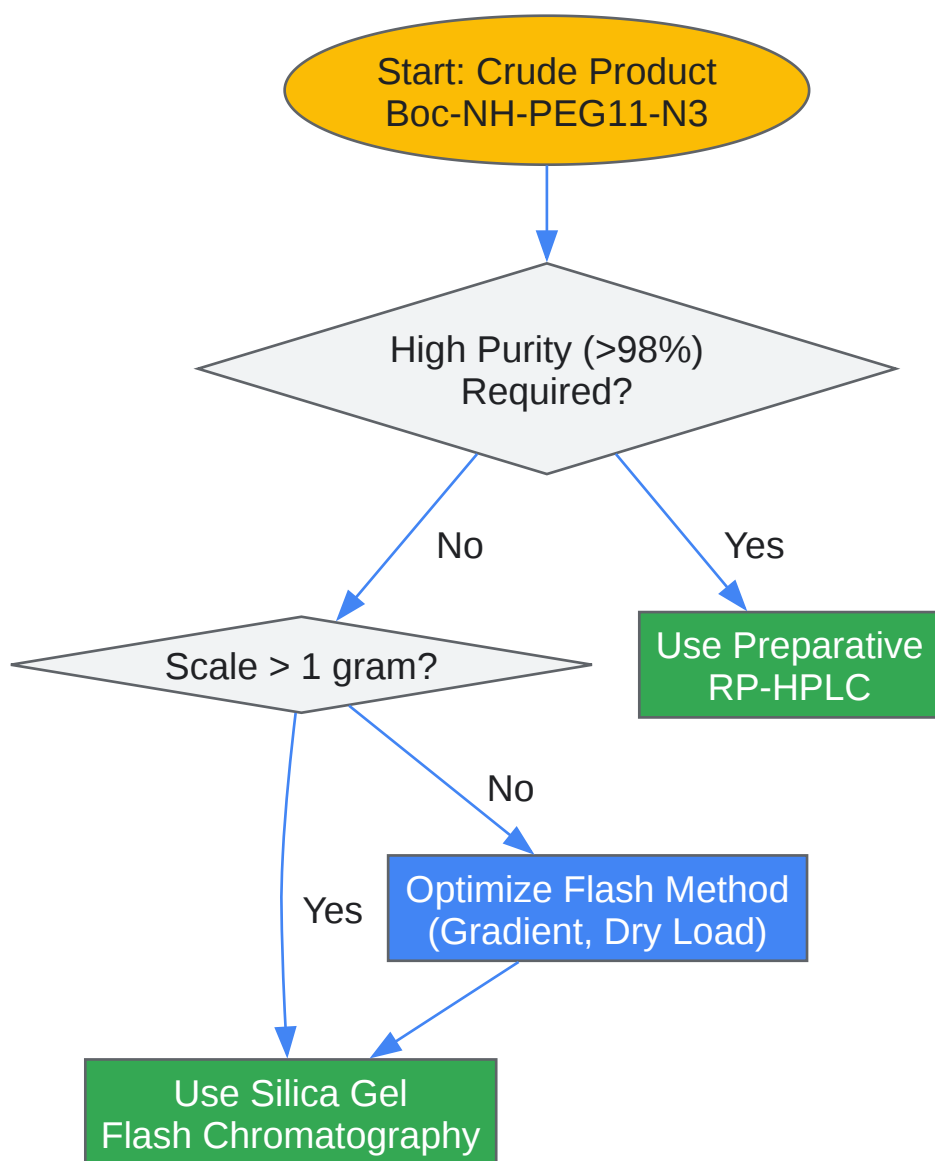 Start: Crude Product
Boc-NH-PEG11-N3
High Purity (>98%)
Required?
No
Yes
Scale > 1 gram?
Use Preparative
RP-HPLC
No
Yes
Optimize Flash Method
(Gradient, Dry Load)
Use Silica Gel
Flash Chromatography